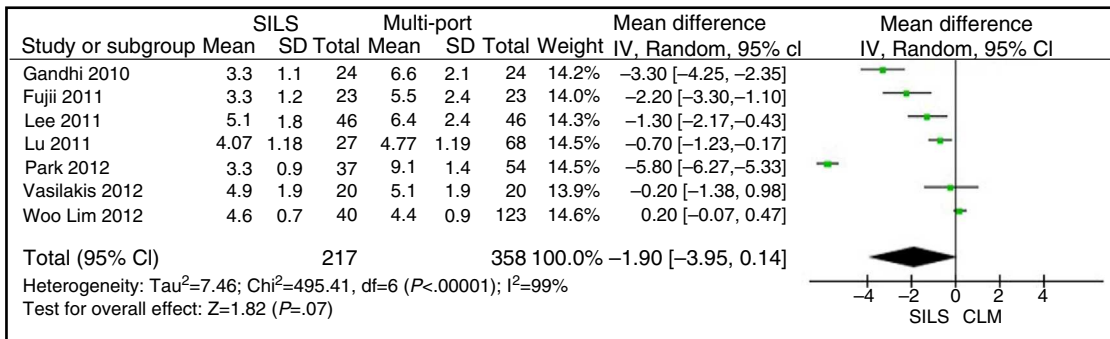 SILS Multi-port Mean difference Mean difference
Study or subgroup Mean SD Total Mean SD Total Weight IV, Random, 95% cl IV, Random, 95% CI
Gandhi 2010 3.3 1.1 24 6.6 2.1 24 14.2% −3.30 [−4.25, −2.35]
Fujii 2011 3.3 1.2 23 5.5 2.4 23 14.0% −2.20 [−3.30,−1.10]
Lee 2011 5.1 1.8 46 6.4 2.4 46 14.3% −1.30 [−2.17,−0.43]
Lu 2011 4.07 1.18 27 4.77 1.19 68 14.5% −0.70 [−1.23,−0.17]
Park 2012 3.3 0.9 37 9.1 1.4 54 14.5% −5.80 [−6.27,−5.33]
Vasilakis 2012 4.9 1.9 20 5.1 1.9 20 13.9% −0.20 [−1.38, 0.98]
Woo Lim 2012 4.6 0.7 40 4.4 0.9 123 14.6% 0.20 [−0.07, 0.47]
Total (95% CI) 217 358 100.0% −1.90 [−3.95, 0.14]
Heterogeneity: Tau²=7.46; Chi²=495.41, df=6 (P<.00001); I²=99%
Test for overall effect: Z=1.82 (P=.07)
−4 −2 0 2 4
SILS CLM